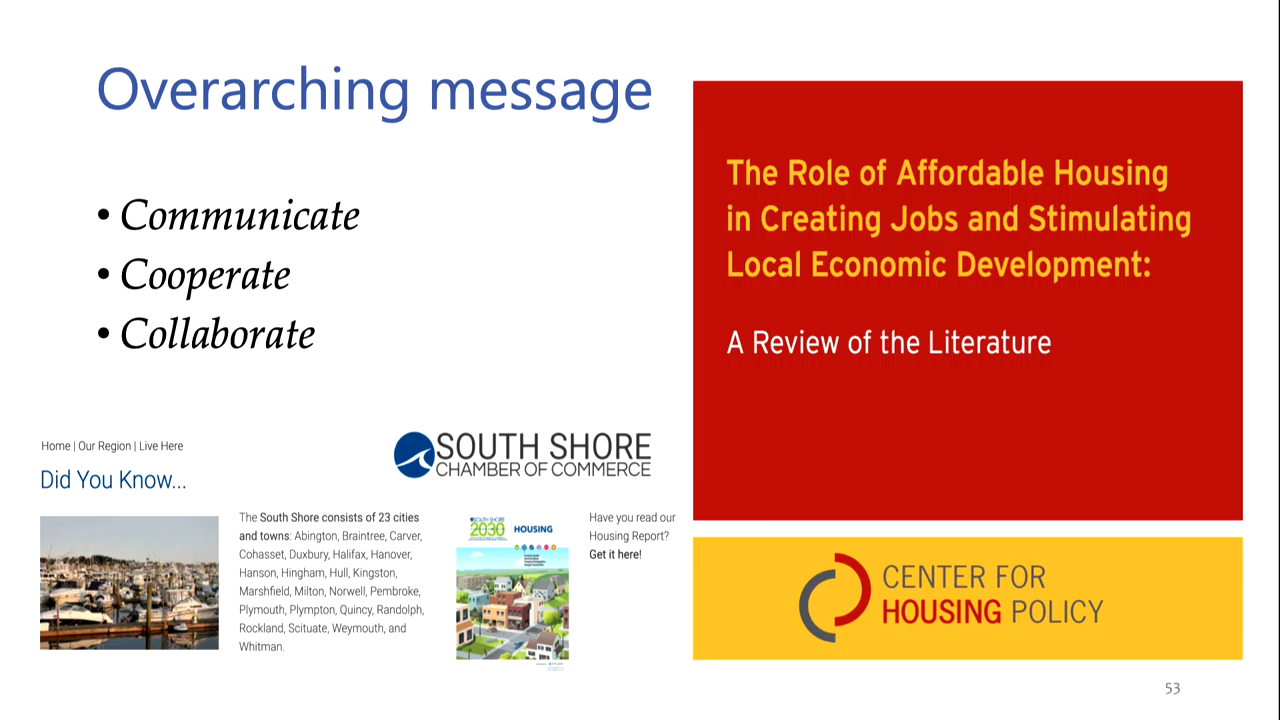 Overarching message
• Communicate
• Cooperate
• Collaborate
Home | Our Region | Live Here
Did You Know...
SOUTH SHORE
CHAMBER OF COMMERCE
The South Shore consists of 23 cities
and towns: Abington, Braintree, Carver,
Cohasset, Duxbury, Halifax, Hanover,
Hanson, Hingham, Hull, Kingston,
Marshfield, Milton, Norwell, Pembroke,
Plymouth, Plympton, Quincy, Randolph,
Rockland, Scituate, Weymouth, and
Whitman.
SOUTH SHORE
2030
HOUSING
Have you read our
Housing Report?
Get it here!
The Role of Affordable Housing
in Creating Jobs and Stimulating
Local Economic Development:
A Review of the Literature
CENTER FOR
HOUSING POLICY
53